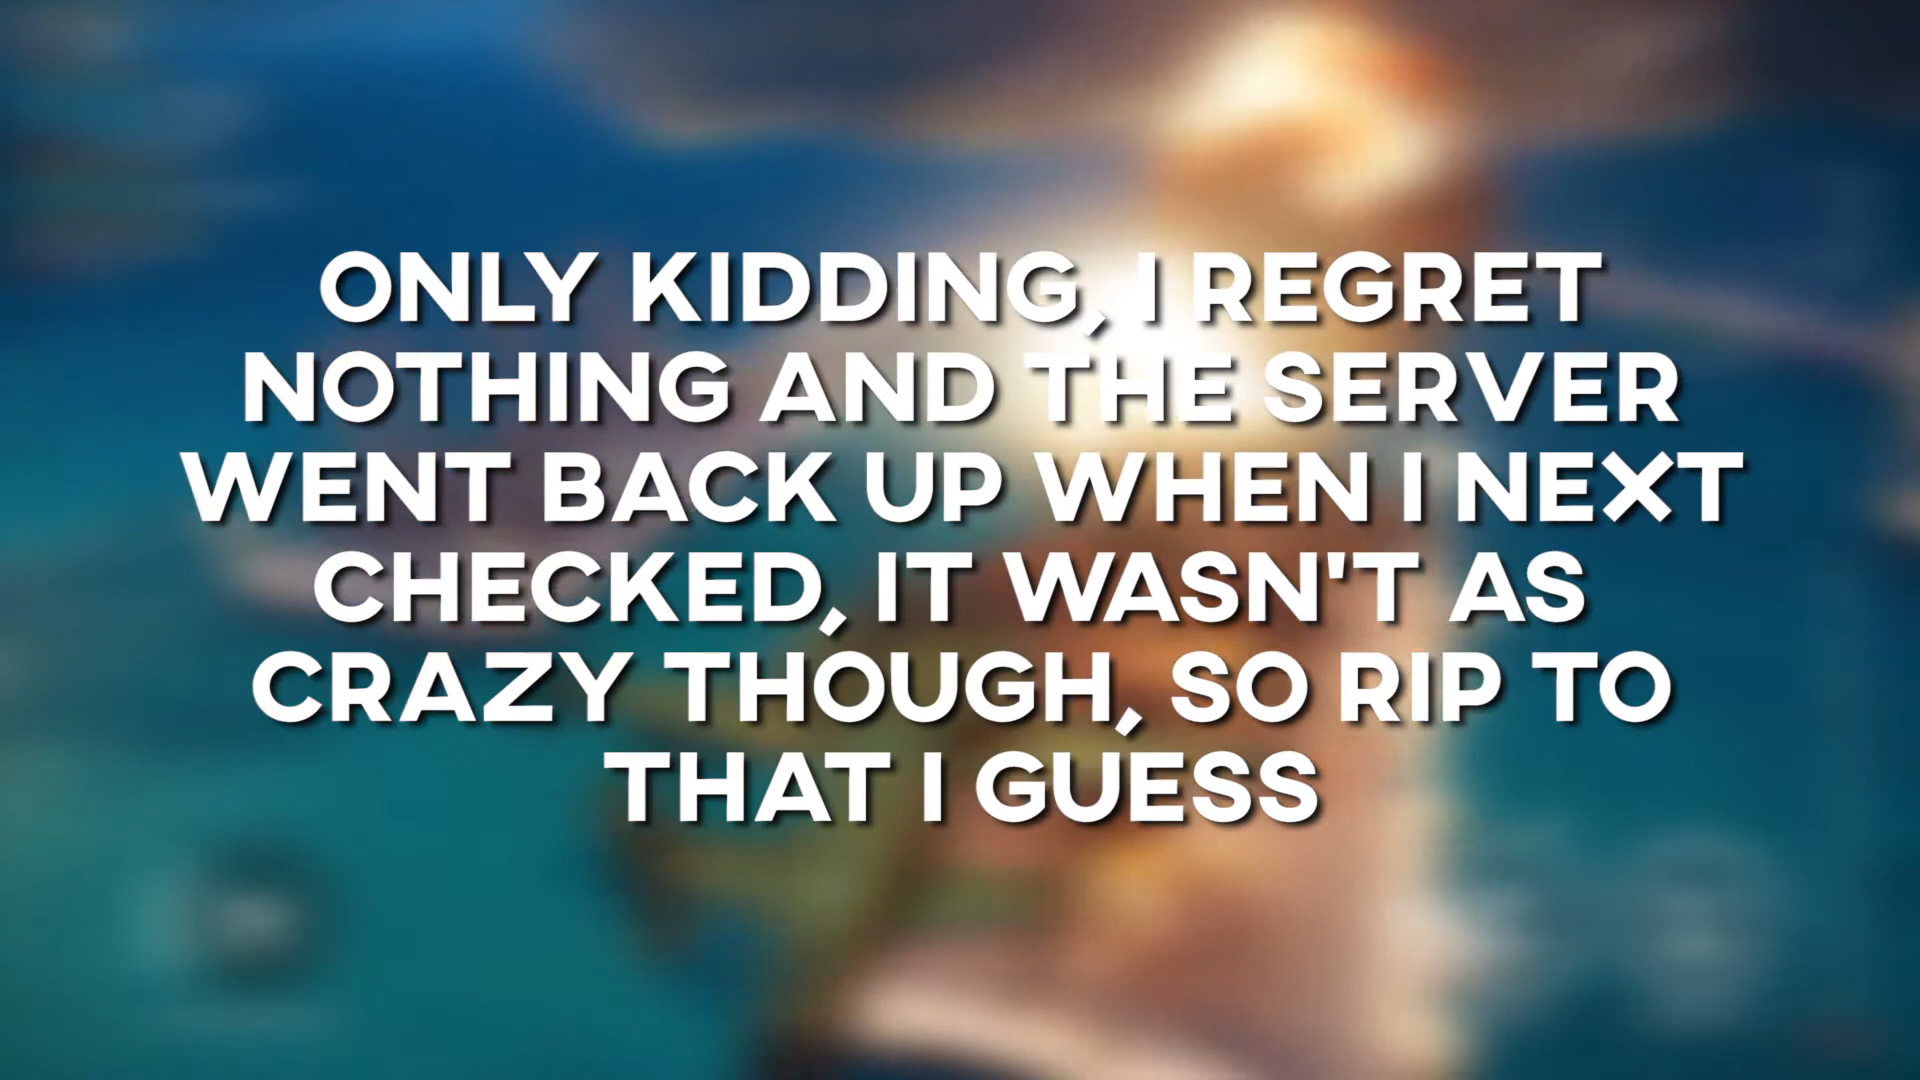 ONLY KIDDING, I REGRET
NOTHING AND THE SERVER
WENT BACK UP WHEN I NEXT
CHECKED, IT WASN'T AS
CRAZY THOUGH, SO RIP TO
THAT I GUESS